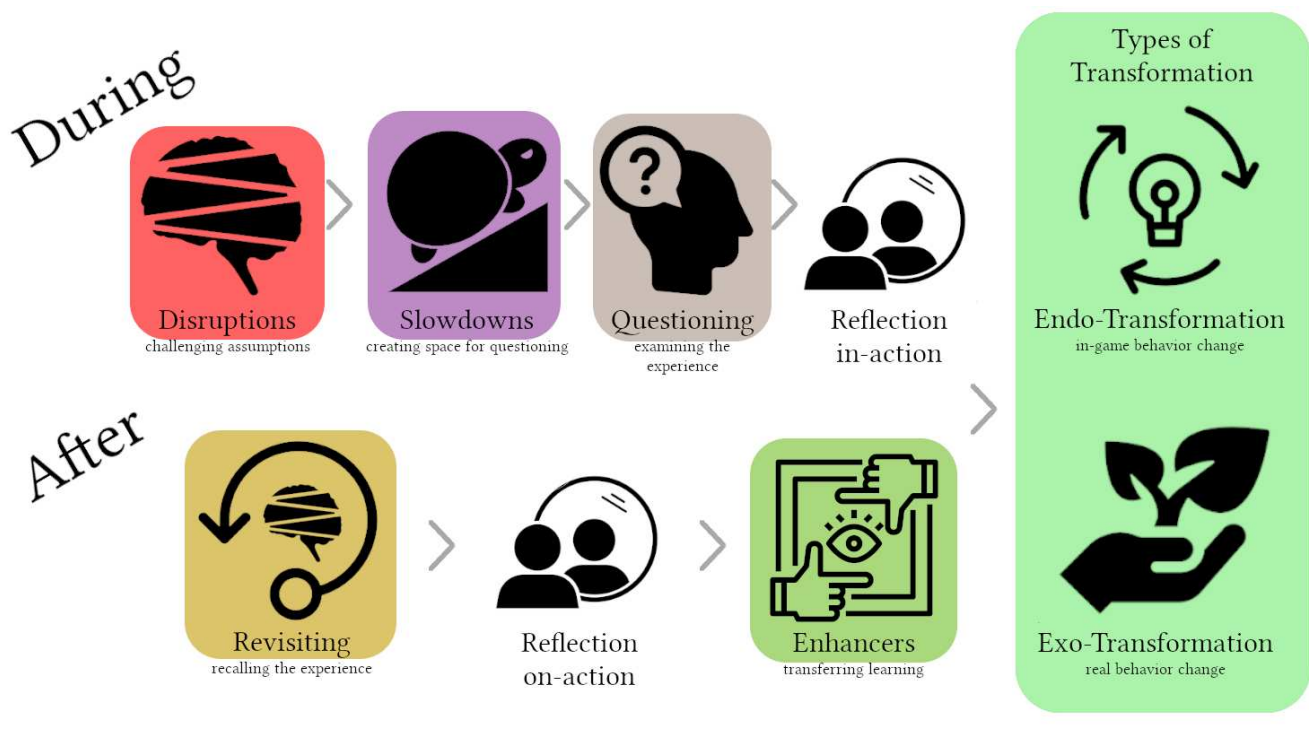 During
Disruptions
challenging assumptions
Slowdowns
creating space for questioning
?
Questioning
examining the
experience
Reflection
in-action
After
Revisiting
recalling the experience
Reflection
on-action
Enhancers
transferring learning
Types of
Transformation
Endo-Transformation
in-game behavior change
Exo-Transformation
real behavior change